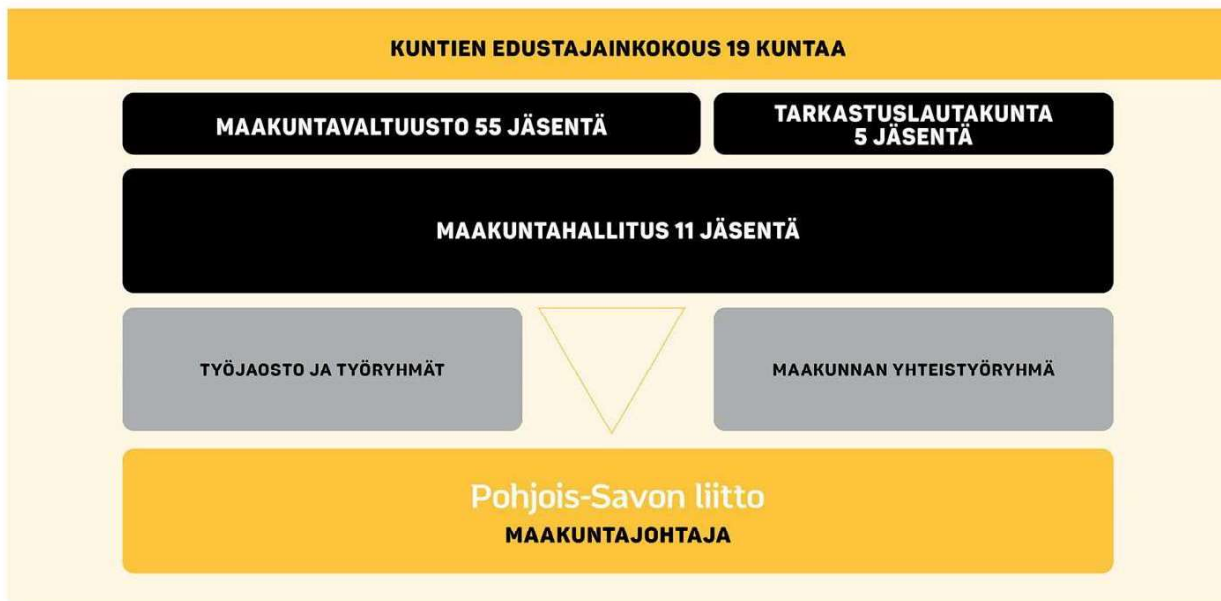 KUNTIEN EDUSTAJAINKOKOUS 19 KUNTAA
MAAKUNTAVALTUUSTO 55 JÄSENTÄ
TARKASTUSLAUTAKUNTA
5 JÄSENTÄ
MAAKUNTAHALLITUS 11 JÄSENTÄ
TYÖJAOSTO JA TYÖRYHMÄT
MAAKUNNAN YHTEISTYÖRYHMÄ
Pohjois-Savon liitto
MAAKUNTAJOHTAJA